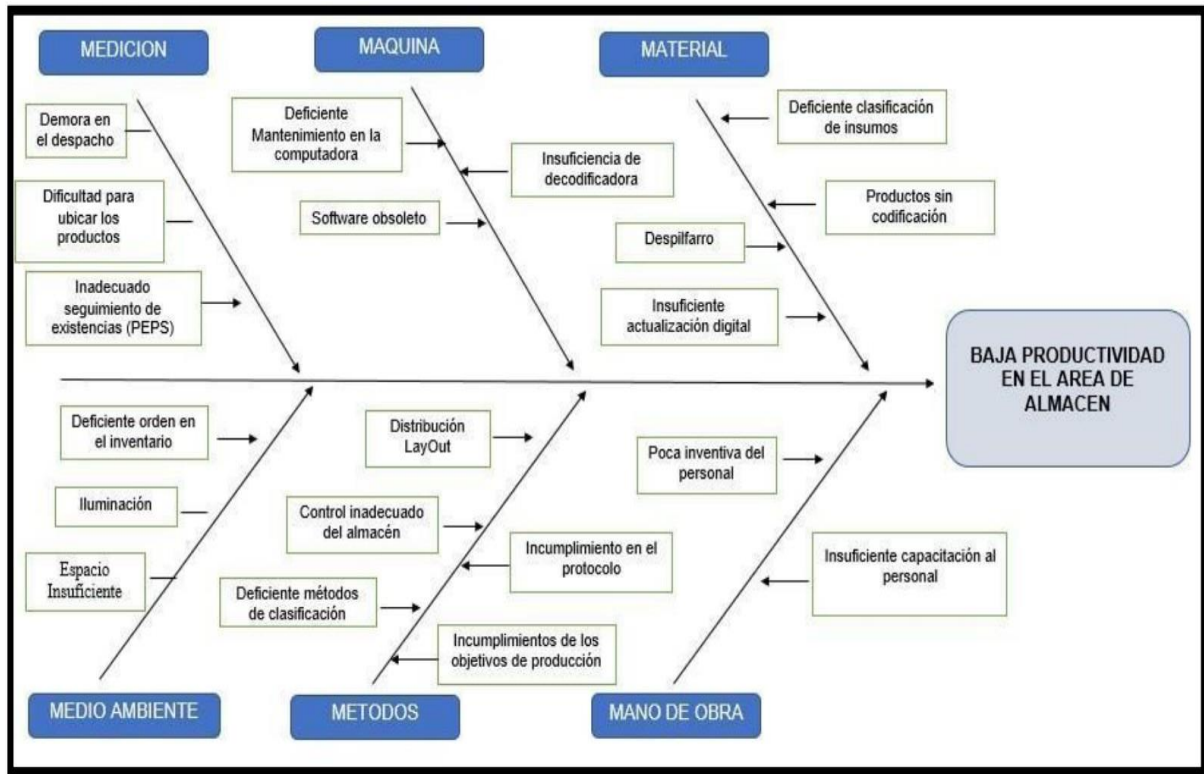 MEDICION
MAQUINA
MATERIAL
Demora en
el despacho
Dificultad para
ubicar los
productos
Inadecuado
seguimiento de
existencias (PEPS)
Deficiente
Mantenimiento en la
computadora
Insuficiencia de
decodificadora
Software obsoleto
Deficiente clasificación
de insumos
Productos sin
codificación
Despilfarro
Insuficiente
actualización digital
BAJA PRODUCTIVIDAD
EN EL AREA DE
ALMACEN
Deficiente orden en
el inventario
Iluminación
Espacio
Insuficiente
Distribución
LayOut
Control inadecuado
del almacén
Incumplimiento en el
protocolo
Deficiente métodos
de clasificación
Incumplimientos de los
objetivos de producción
Poca inventiva del
personal
Insuficiente capacitación al
personal
MEDIO AMBIENTE
METODOS
MANO DE OBRA